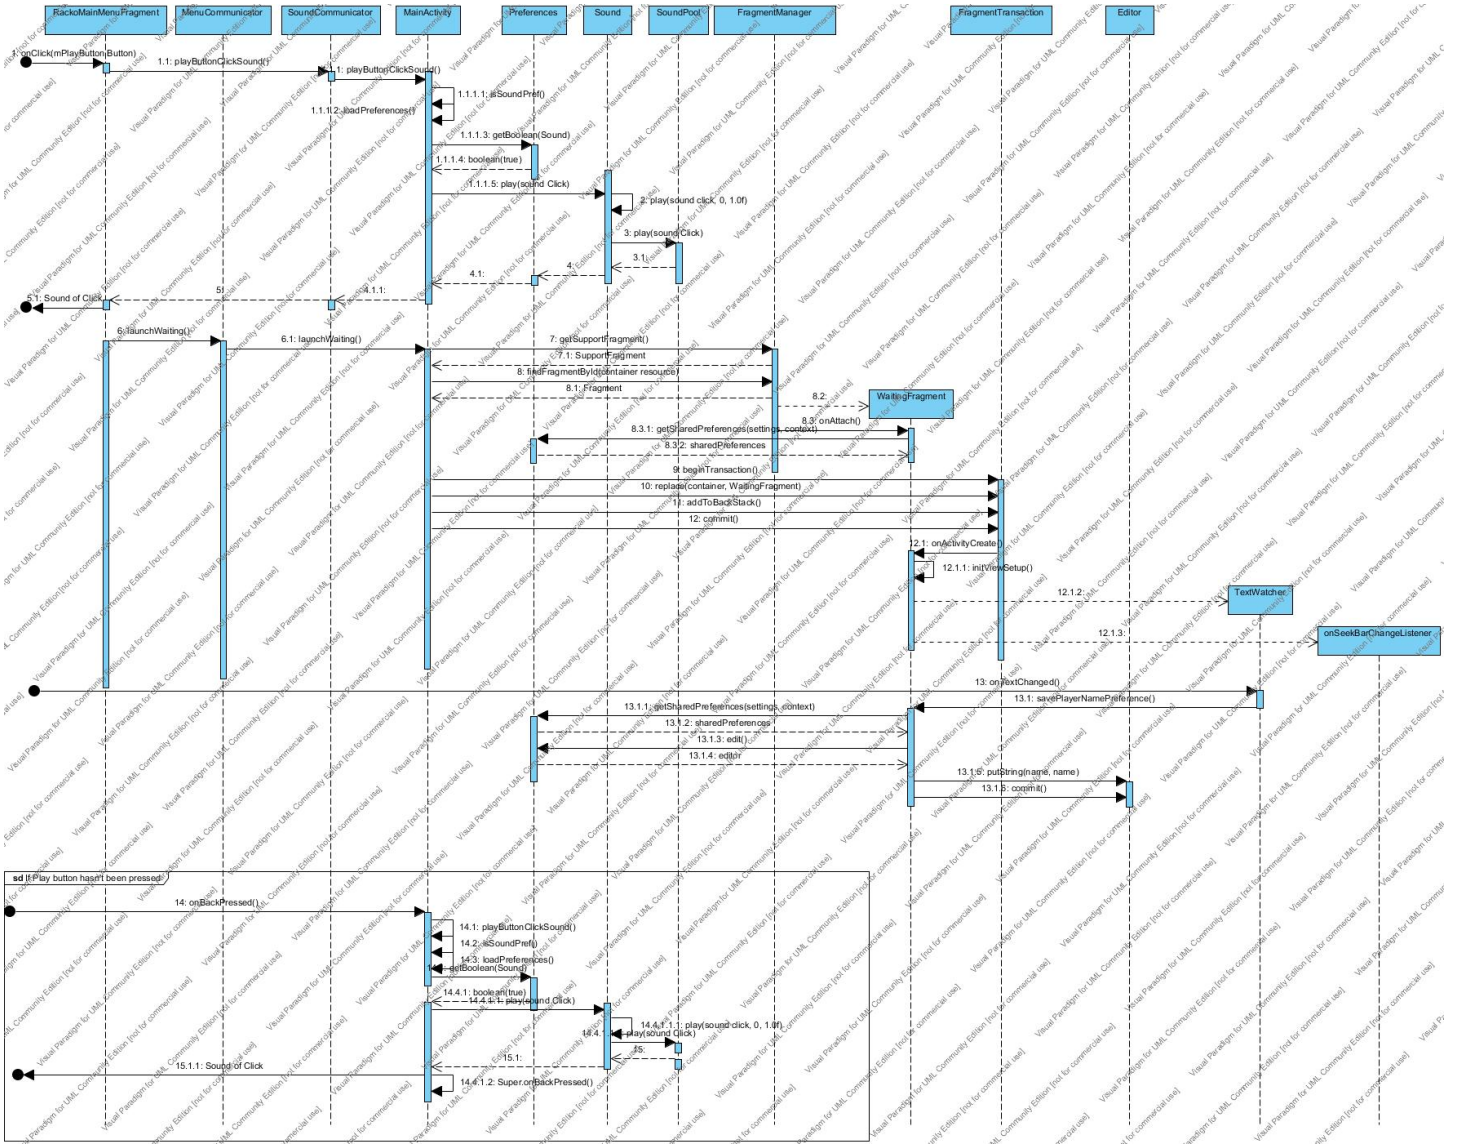 RackoMainMenuFragment
MenuCommunicator
SoundCommunicator
MainActivity
Preferences
Sound
SoundPool
FragmentManager
FragmentTransaction
Editor
1: onClick(mPlayButton:Button)
1.1: playButtonClickSound()
1: playButtonClickSound()
1.1.1.1: isSoundPref()
1.1.1.2: loadPreferences()
1.1.1.3: getBoolean(Sound)
1.1.1.4: boolean(true)
1.1.1.5: play(sound Click)
2: play(sound click, 0, 1.0f)
3: play(sound Click)
3.1:
4:
4.1:
4.1.1:
5:
5.1: Sound of Click
6: launchWaiting()
6.1: launchWaiting()
7: getSupportFragment()
7.1: SupportFragment
8: findFragmentById(container resource)
8.1: Fragment
8.2:
WaitingFragment
8.3: onAttach()
8.3.1: getSharedPreferences(settings, context)
8.3.2: sharedPreferences
9: beginTransaction()
10: replace(container, WaitingFragment)
11: addToBackStack()
12: commit()
12.1: onActivityCreate()
12.1.1: initViewSetup()
12.1.2:
TextWatcher
12.1.3:
onSeekBarChangeListener
13: onTextChanged()
13.1: savePlayerNamePreference()
13.1.1: getSharedPreferences(settings, context)
13.1.2: sharedPreferences
13.1.3: edit()
13.1.4: editor
13.1.5: putString(name, name)
13.1.6: commit()
sd If Play button hasn't been pressed
14: onBackPressed()
14.1: playButtonClickSound()
14.2: isSoundPref()
14.3: loadPreferences()
getBoolean(Sound)
14.4.1: boolean(true)
14.4.1.1: play(sound Click)
14.4.1.1.1: play(sound click, 0, 1.0f)
play(sound Click)
15:
15.1:
15.1.1: Sound of Click
14.4.1.2: Super.onBackPressed()
Visual Paradigm for UML Community Edition [not for commercial use]